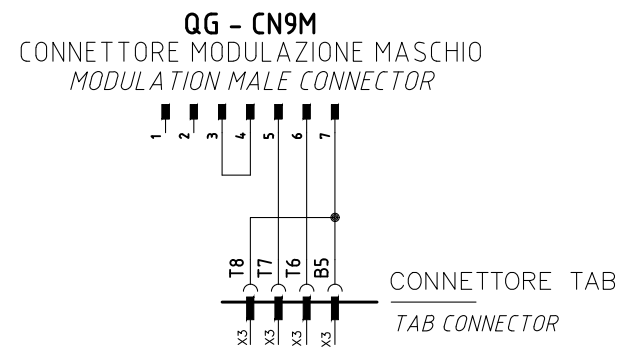 QG - CN9M
CONNETTORE MODULAZIONE MASCHIO
MODULATION MALE CONNECTOR
1 2 3 4 5 6 7
T8 T7 T6 B5
CONNETTORE TAB
TAB CONNECTOR
X3 X3 X3 X3